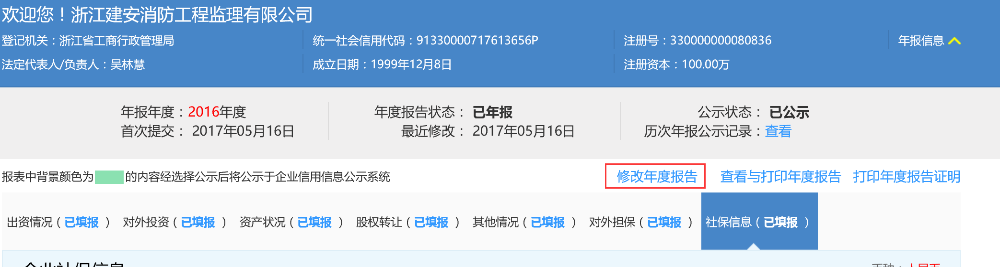 欢迎您！浙江建安消防工程监理有限公司
登记机关：浙江省工商行政管理局 统一社会信用代码：91330000717613656P 注册号：330000000080836 年报信息
法定代表人/负责人：吴林慧 成立日期：1999年12月8日 注册资本：100.00万
年报年度：2016年度 年度报告状态： 已年报 公示状态： 已公示
首次提交： 2017年05月16日 最近修改： 2017年05月16日 历次年报公示记录：查看
报表中背景颜色为 的内容经选择公示后将公示于企业信用信息公示系统 修改年度报告 查看与打印年度报告 打印年度报告证明
出资情况（已填报 ） 对外投资（已填报 ） 资产状况（已填报 ） 股权转让（已填报 ） 其他情况（已填报 ） 对外担保（已填报 ） 社保信息（已填报 ）
企业社保信息 币种：人民币